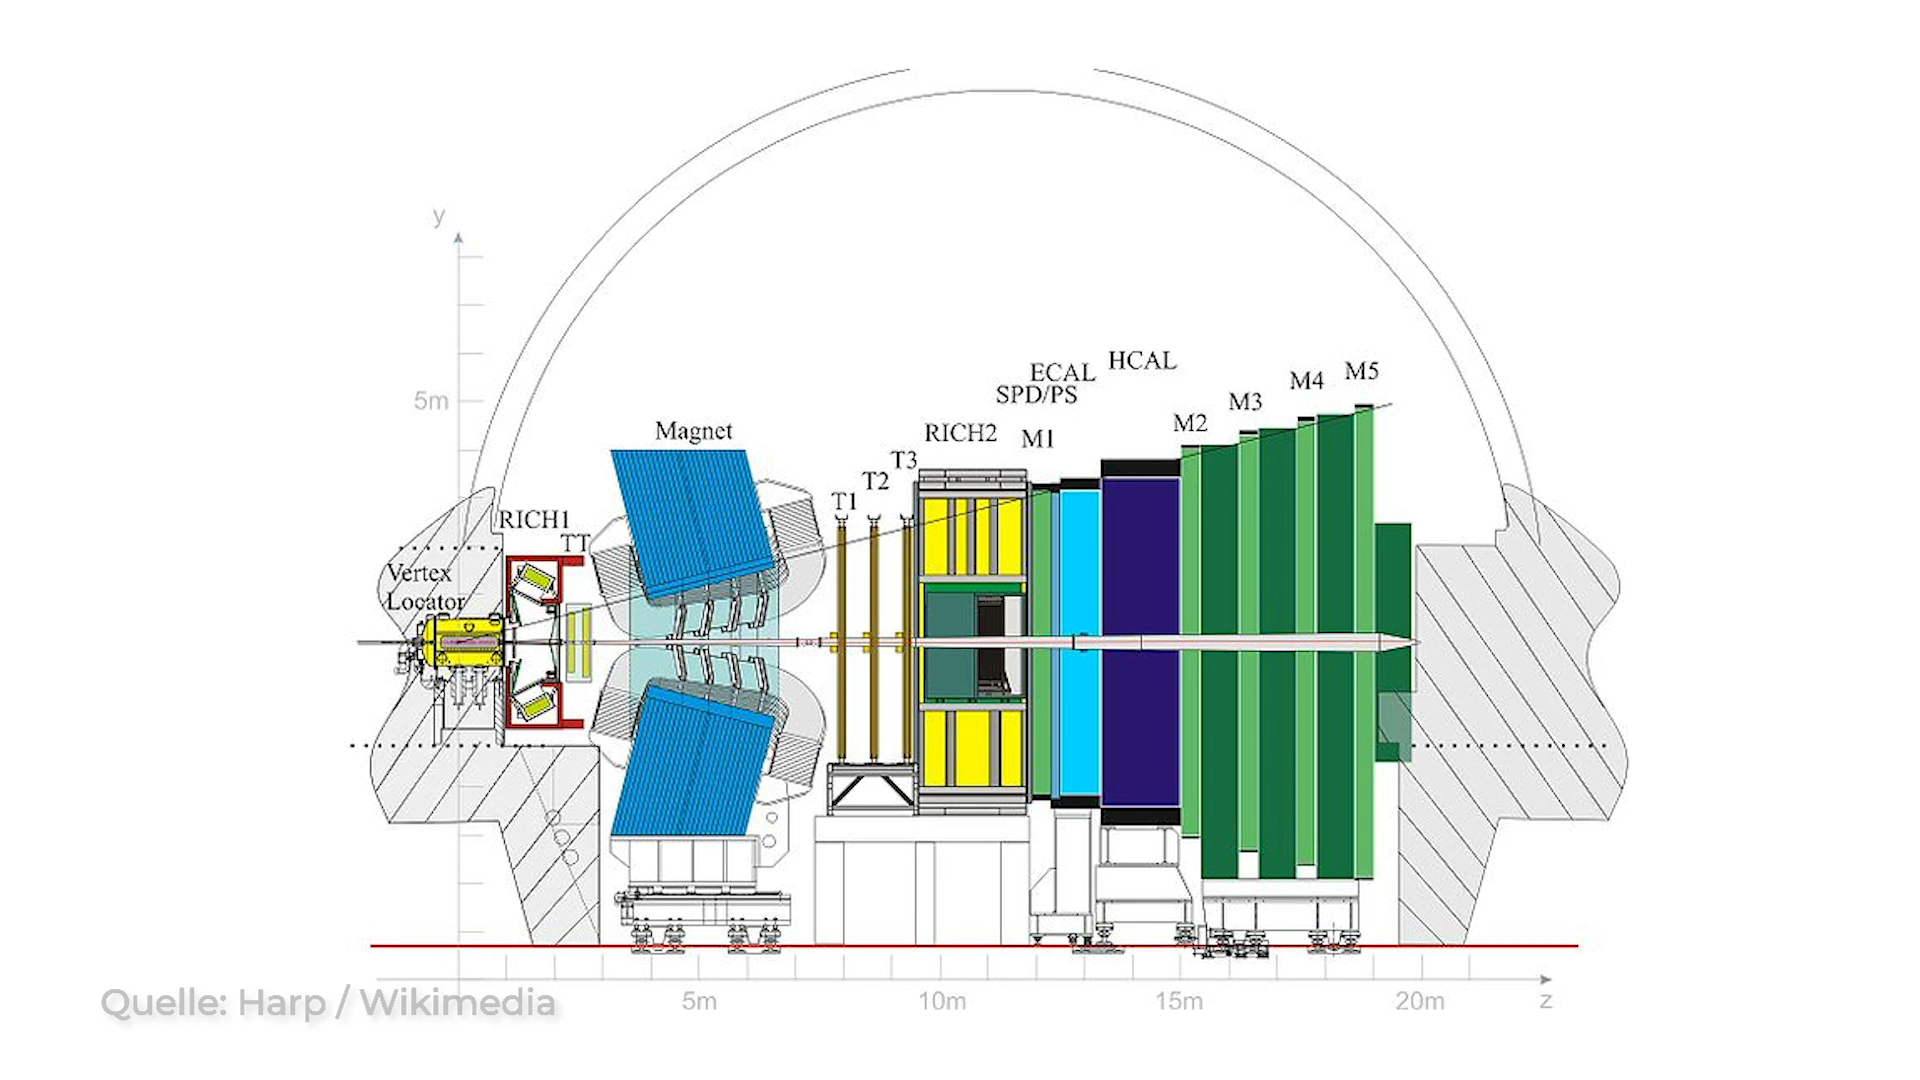 y
5m
HCAL
ECAL
SPD/PS
M5
M4
M3
M2
M1
RICH2
Magnet
T3
T2
T1
RICH1
TT
Vertex
Locator
5m
10m
15m
20m
z
Quelle: Harp / Wikimedia